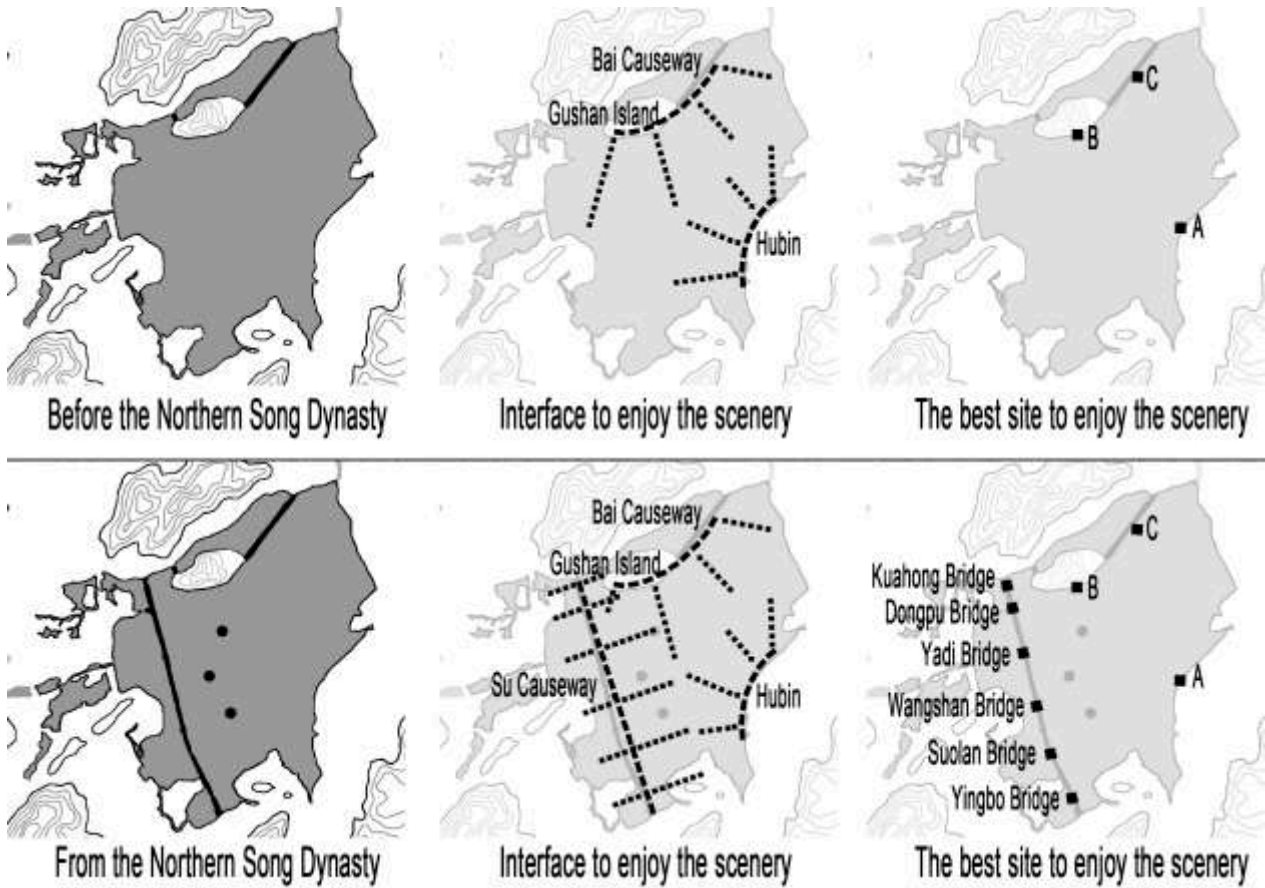 Bai Causeway
Gushan Island
Hubin
C
B
A
Before the Northern Song Dynasty
Interface to enjoy the scenery
The best site to enjoy the scenery
Bai Causeway
Gushan Island
Su Causeway
Hubin
C
Kuahong Bridge
B
Dongpu Bridge
Yadi Bridge
A
Wangshan Bridge
Suolan Bridge
Yingbo Bridge
From the Northern Song Dynasty
Interface to enjoy the scenery
The best site to enjoy the scenery